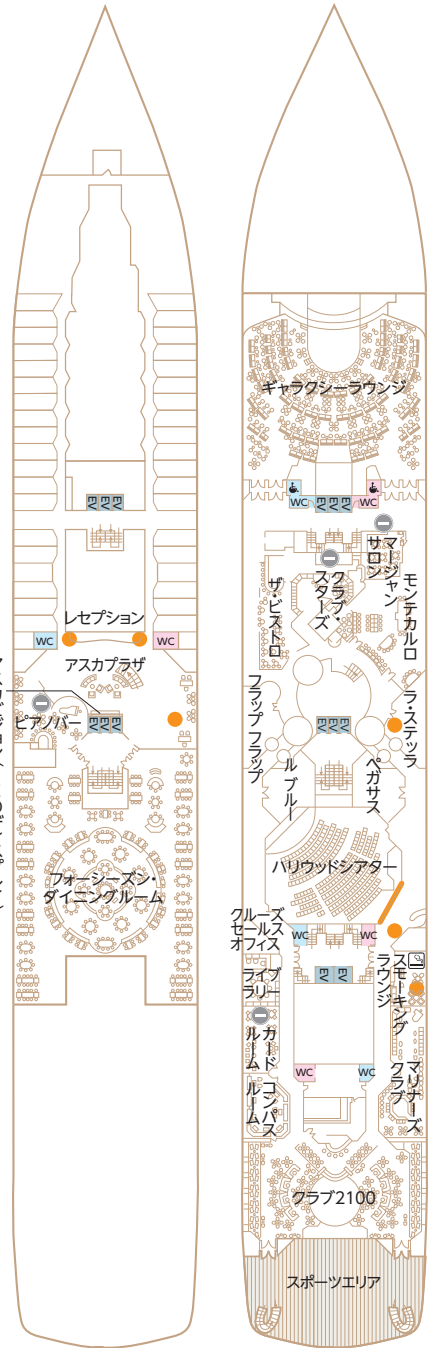 EV EV EV
レセプション
WC
WC
アスカプラザ
ピアノバー
EV EV EV
フォーシーズン・
ダイニングルーム
ギャラクシーラウンジ
WC
EV EV EV
WC
マージャン
サロン
クラブ・
スターズ
ザ・ビストロ
モンテカルロ
フラップ フラップ
EV EV EV
ラ・ステッラ
ル ブルー
ペガサス
ハリウッドシアター
クルーズ
セールス
オフィス
WC
WC
EV EV
スモーキング
ラウンジ
ライブ
ラリー
カード
ルーム
コンパス
ルーム
WC
WC
マリナーズ
クラブ
クラブ2100
スポーツエリア